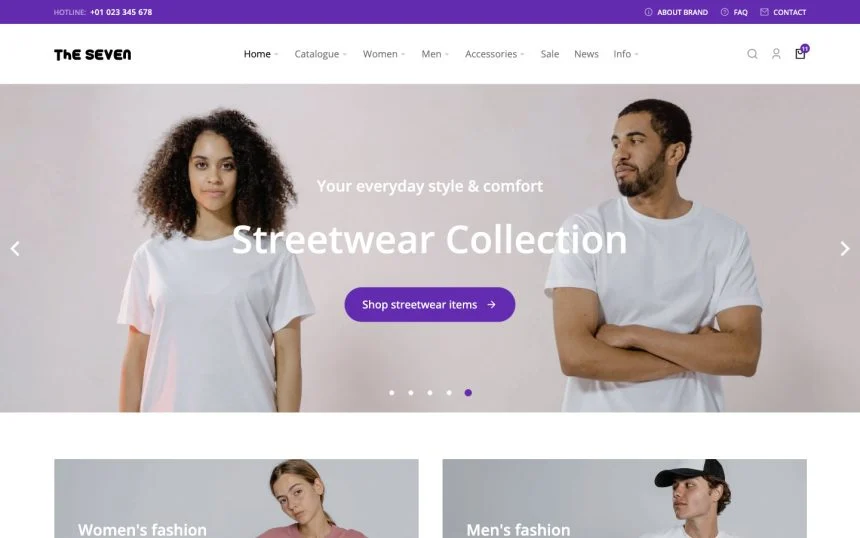 HOTLINE: +01 023 345 678 ABOUT BRAND FAQ CONTACT
The SEVEN Home Catalogue Women Men Accessories Sale News Info 11
Your everyday style & comfort
Streetwear Collection
Shop streetwear items
Women's fashion Men's fashion